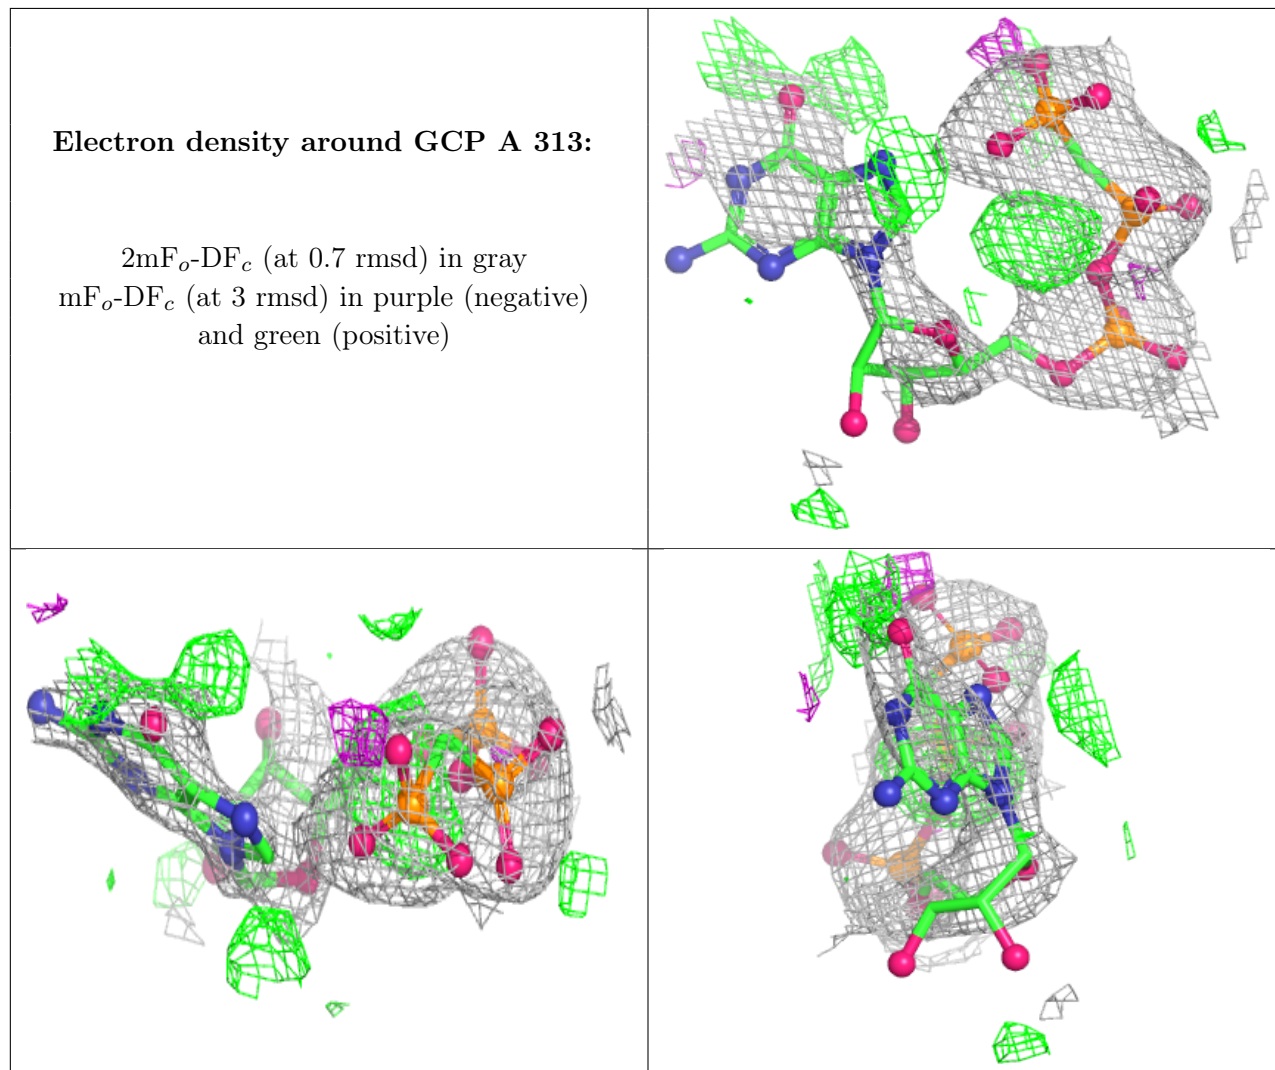 Electron density around GCP A 313:
2mFₒ-DF𝒸 (at 0.7 rmsd) in gray
mFₒ-DF𝒸 (at 3 rmsd) in purple (negative)
and green (positive)